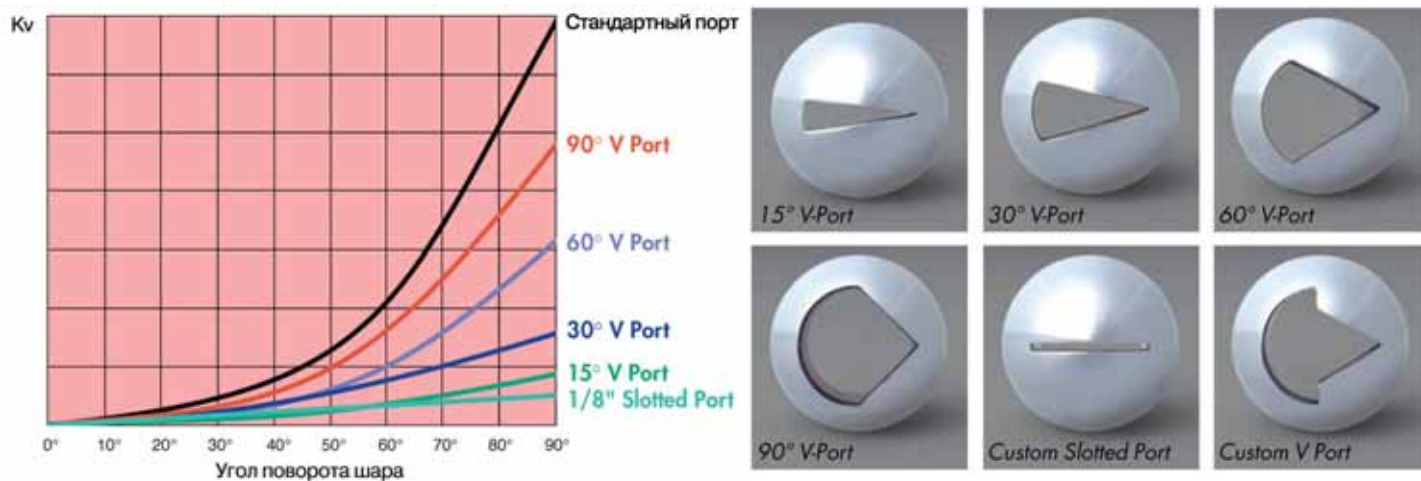 Kv
Стандартный порт
90° V Port
60° V Port
30° V Port
15° V Port
1/8" Slotted Port
0° 10° 20° 30° 40° 50° 60° 70° 80° 90°
Угол поворота шара
15° V-Port
30° V-Port
60° V-Port
90° V-Port
Custom Slotted Port
Custom V Port